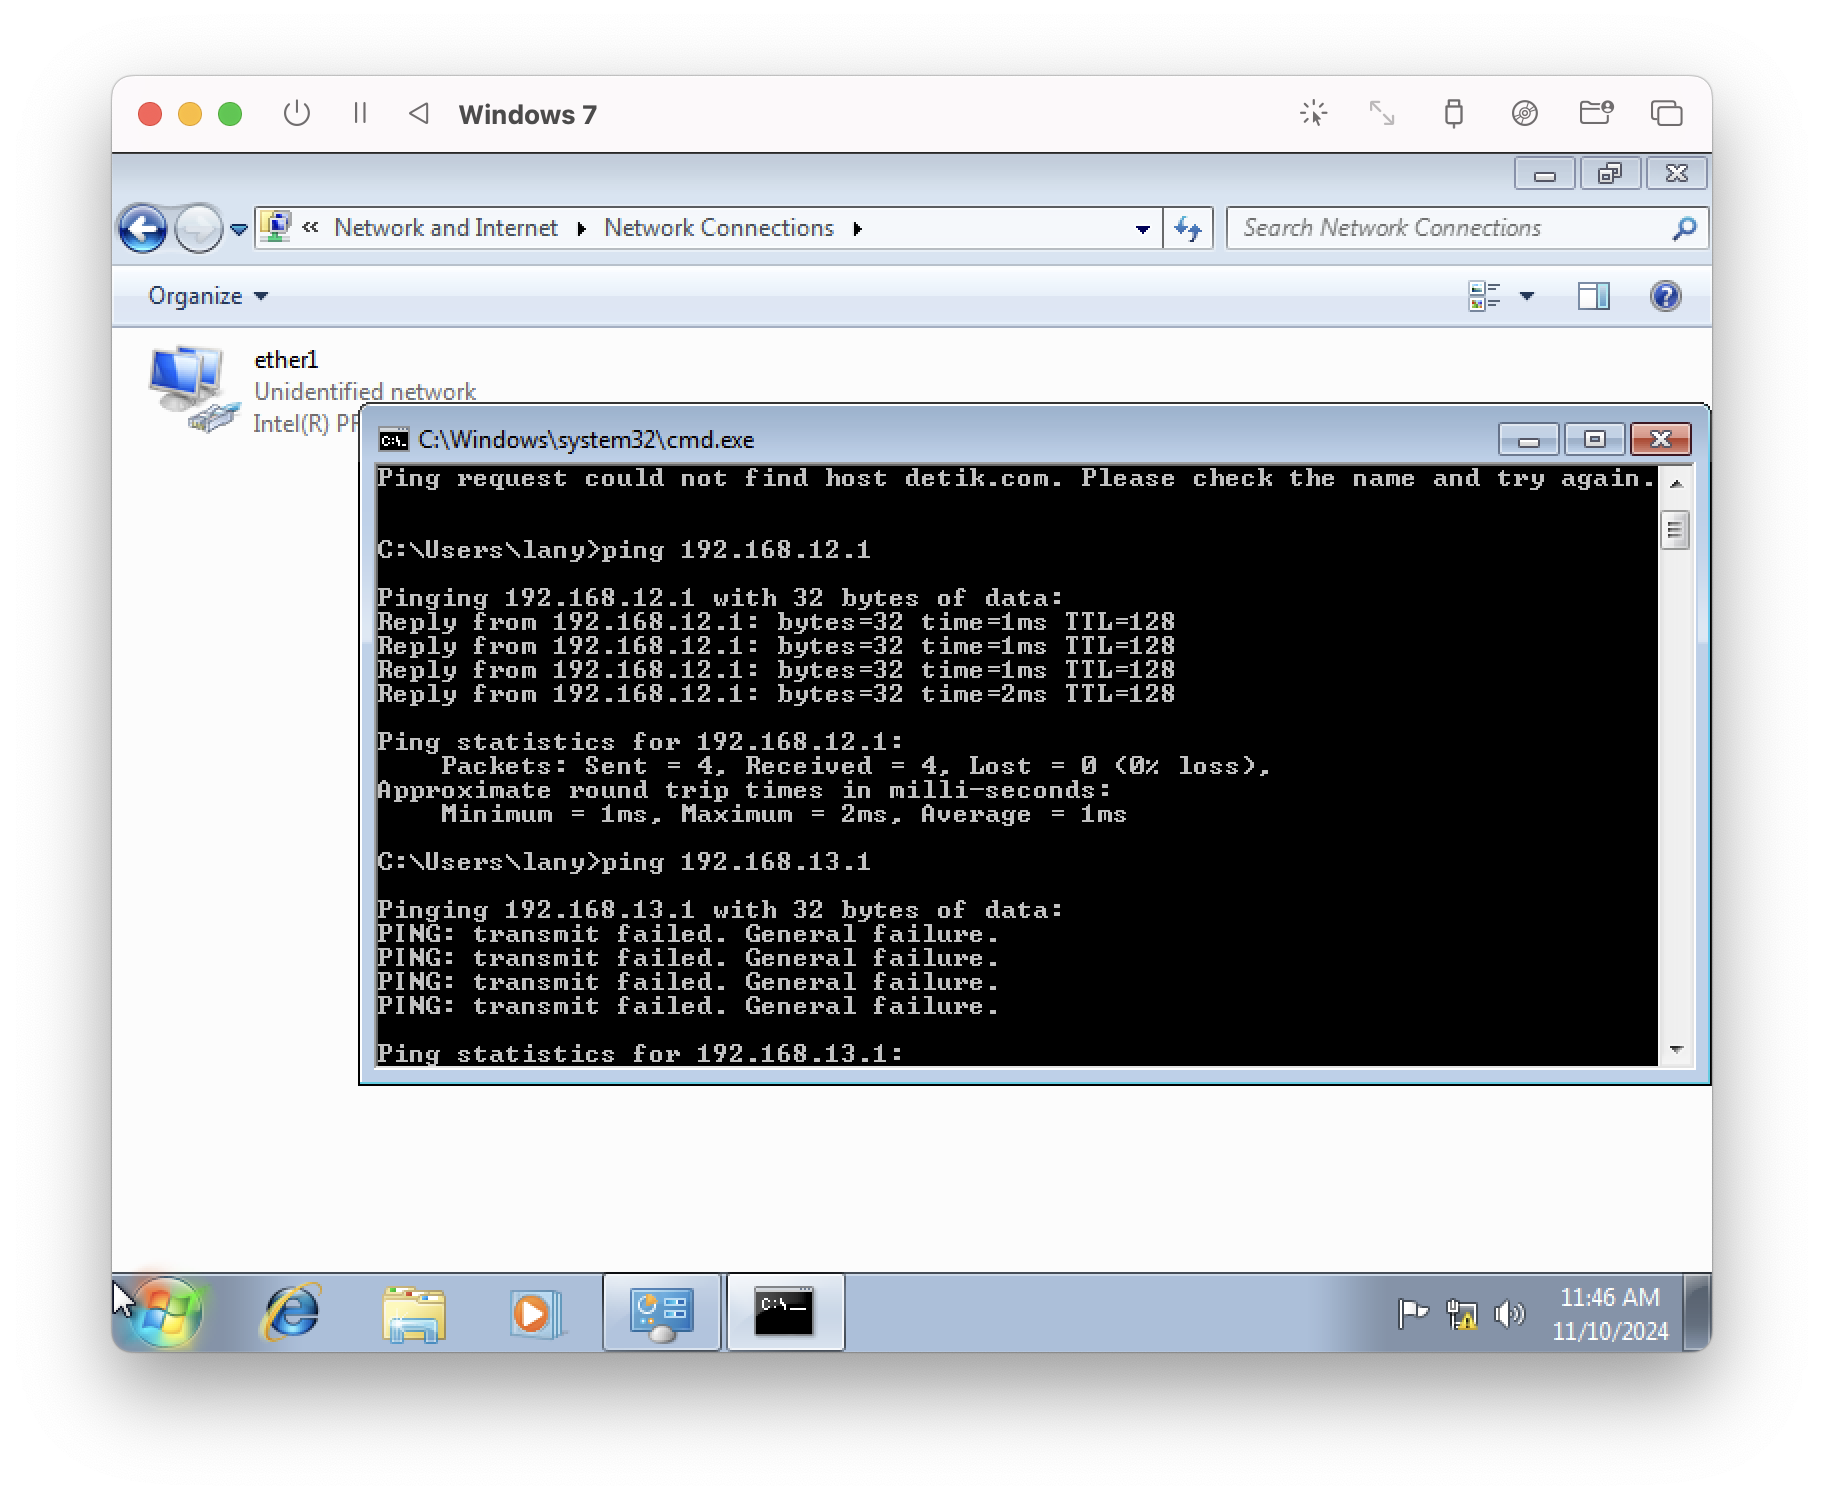 Windows 7
« Network and Internet Network Connections
Search Network Connections
Organize
ether1
Unidentified network
Intel(R)
C:\Windows\system32\cmd.exe
Ping request could not find host detik.com. Please check the name and try again.
C:\Users\lany>ping 192.168.12.1
Pinging 192.168.12.1 with 32 bytes of data:
Reply from 192.168.12.1: bytes=32 time=1ms TTL=128
Reply from 192.168.12.1: bytes=32 time=1ms TTL=128
Reply from 192.168.12.1: bytes=32 time=1ms TTL=128
Reply from 192.168.12.1: bytes=32 time=2ms TTL=128
Ping statistics for 192.168.12.1:
Packets: Sent = 4, Received = 4, Lost = 0 (0% loss),
Approximate round trip times in milli-seconds:
Minimum = 1ms, Maximum = 2ms, Average = 1ms
C:\Users\lany>ping 192.168.13.1
Pinging 192.168.13.1 with 32 bytes of data:
PING: transmit failed. General failure.
PING: transmit failed. General failure.
PING: transmit failed. General failure.
PING: transmit failed. General failure.
Ping statistics for 192.168.13.1:
C:\_
11:46 AM
11/10/2024